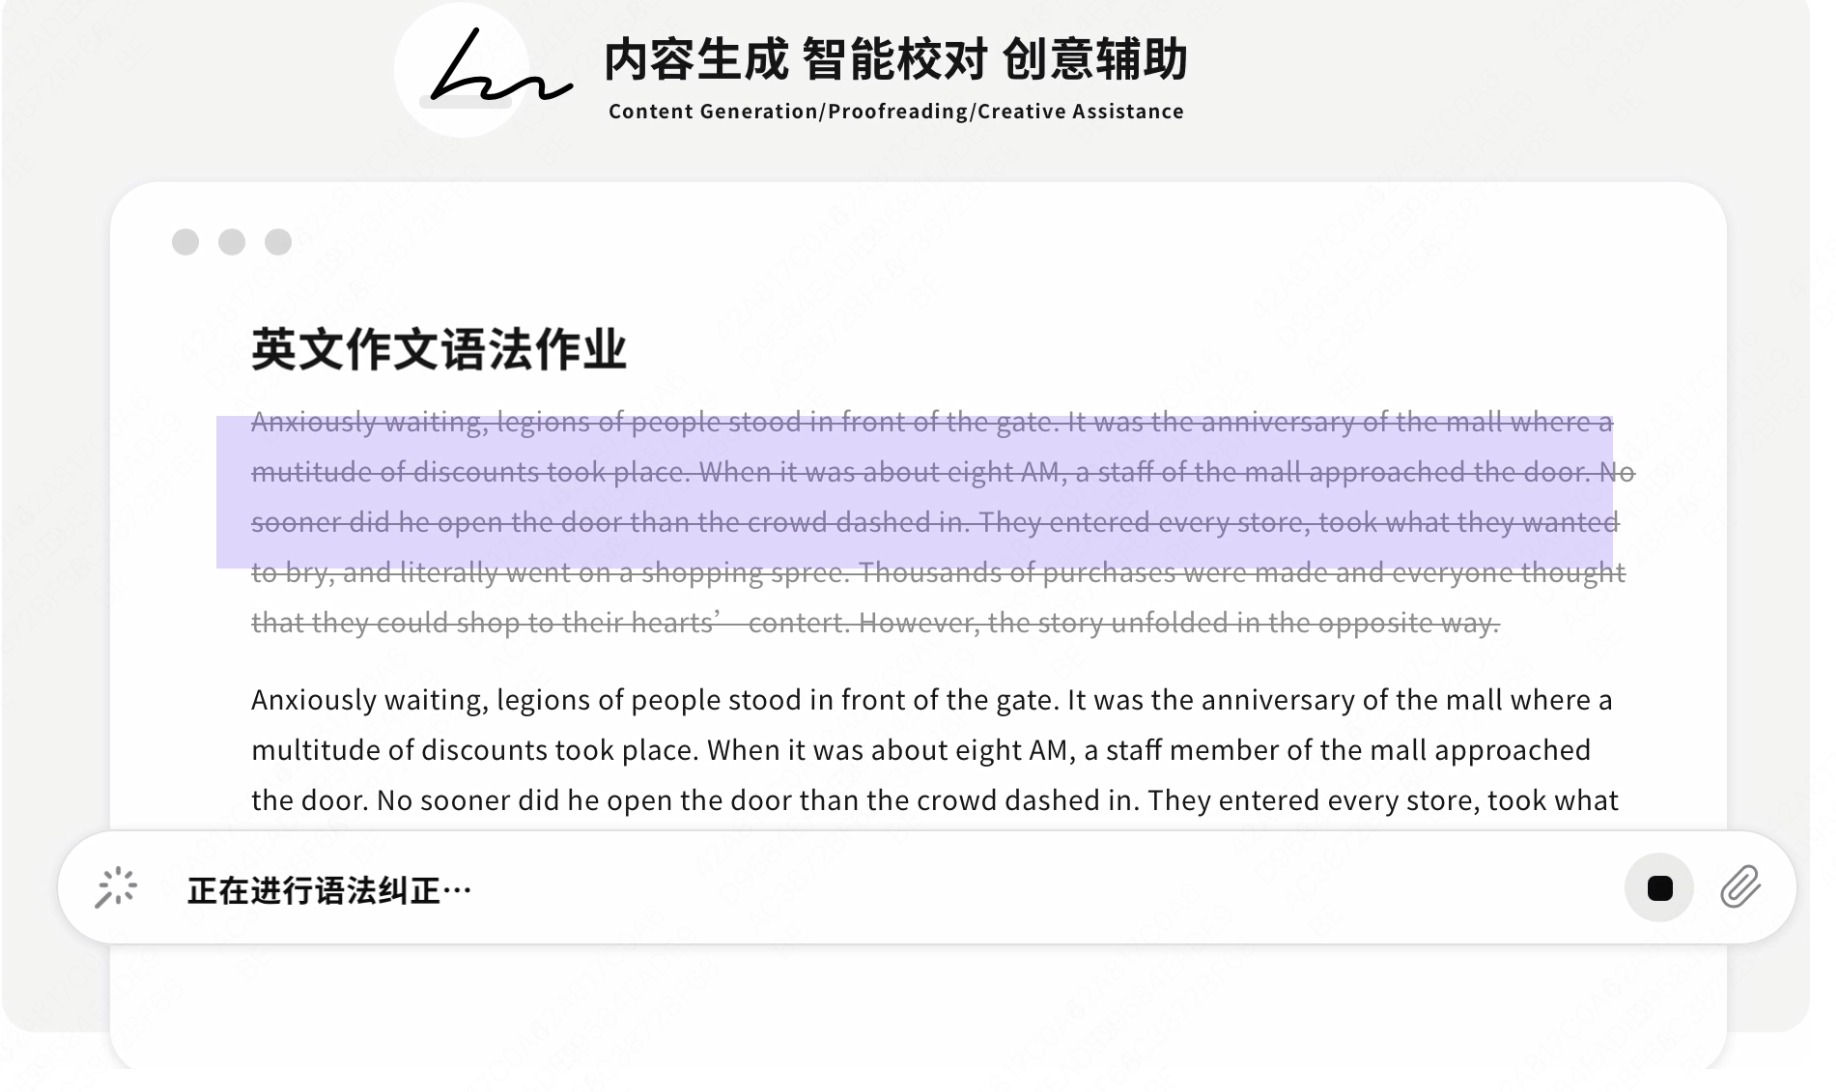 内容生成 智能校对 创意辅助
Content Generation/Proofreading/Creative Assistance
英文作文语法作业
Anxiously waiting, legions of people stood in front of the gate. It was the anniversary of the mall where a
mutitude of discounts took place. When it was about eight AM, a staff of the mall approached the door. No
sooner did he open the door than the crowd dashed in. They entered every store, took what they wanted
to bry, and literally went on a shopping spree. Thousands of purchases were made and everyone thought
that they could shop to their hearts’ contert. However, the story unfolded in the opposite way.
Anxiously waiting, legions of people stood in front of the gate. It was the anniversary of the mall where a
multitude of discounts took place. When it was about eight AM, a staff member of the mall approached
the door. No sooner did he open the door than the crowd dashed in. They entered every store, took what
正在进行语法纠正…